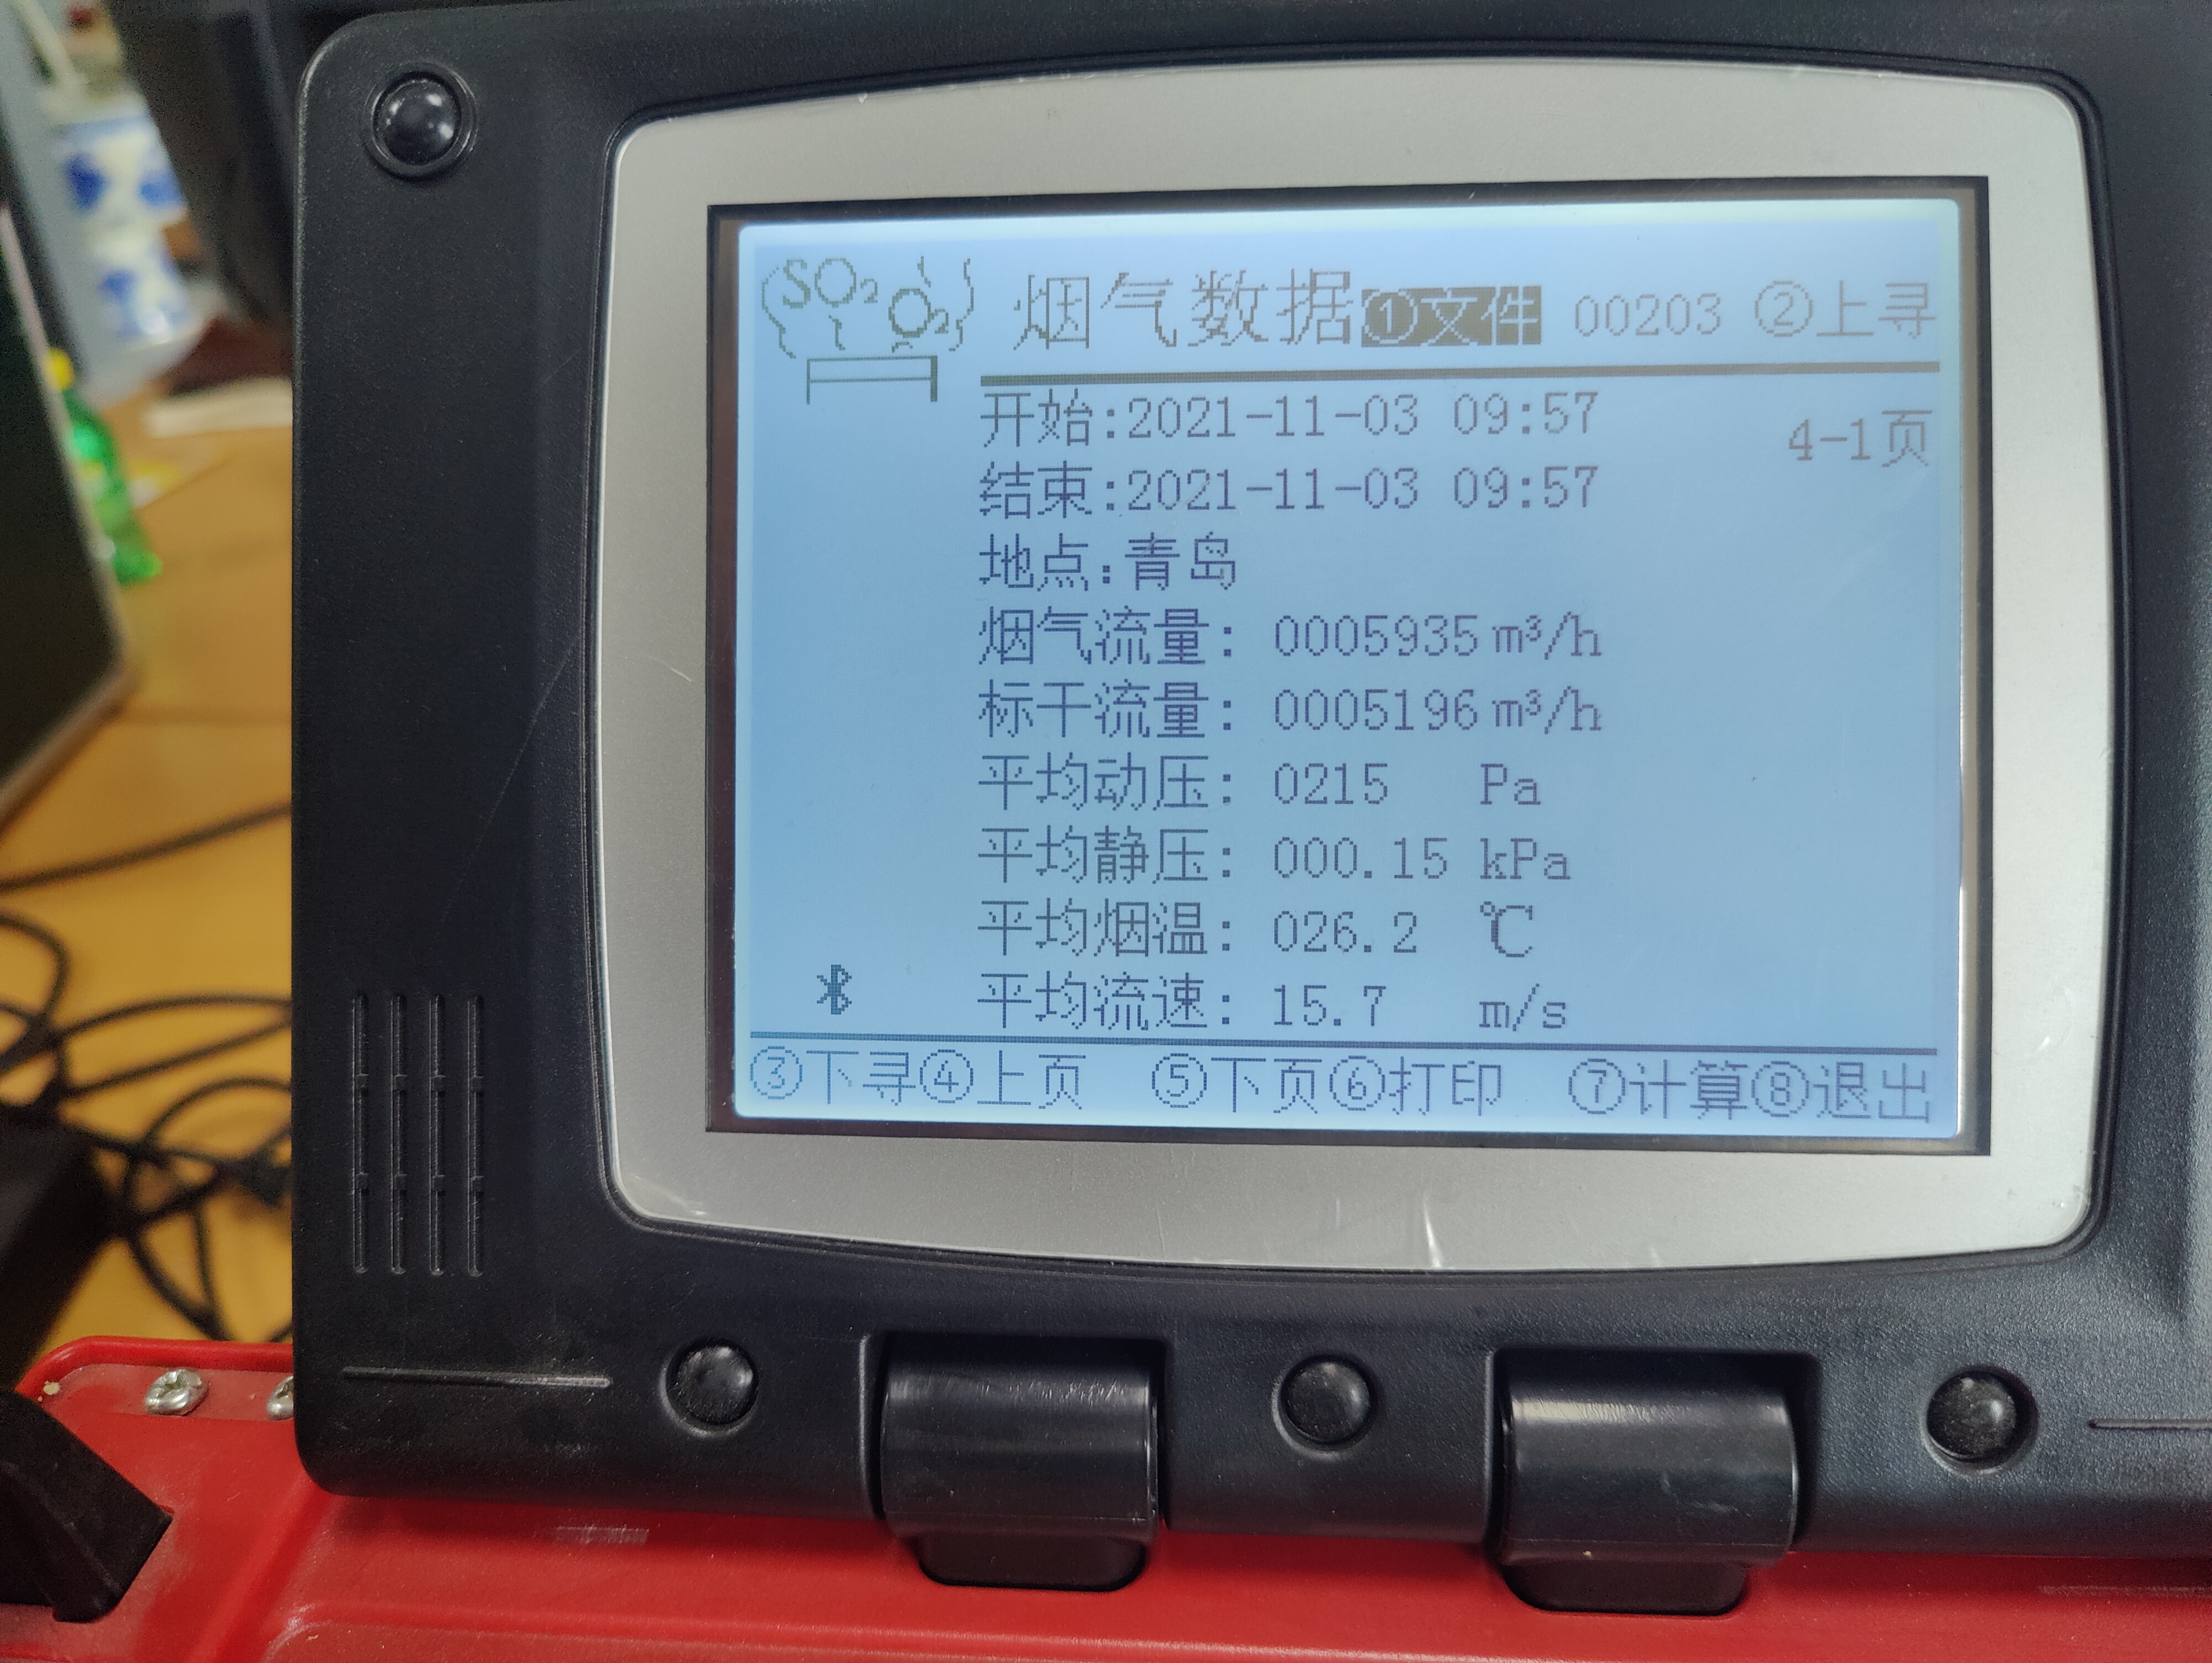 SO₂ O₂
烟气数据①文件 00203 ②上寻
开始:2021-11-03 09:57
4-1页
结束:2021-11-03 09:57
地点:青岛
烟气流量: 0005935 m³/h
标干流量: 0005196 m³/h
平均动压: 0215 Pa
平均静压: 000.15 kPa
平均烟温: 026.2 ℃
平均流速: 15.7 m/s
③下寻④上页 ⑤下页⑥打印 ⑦计算⑧退出